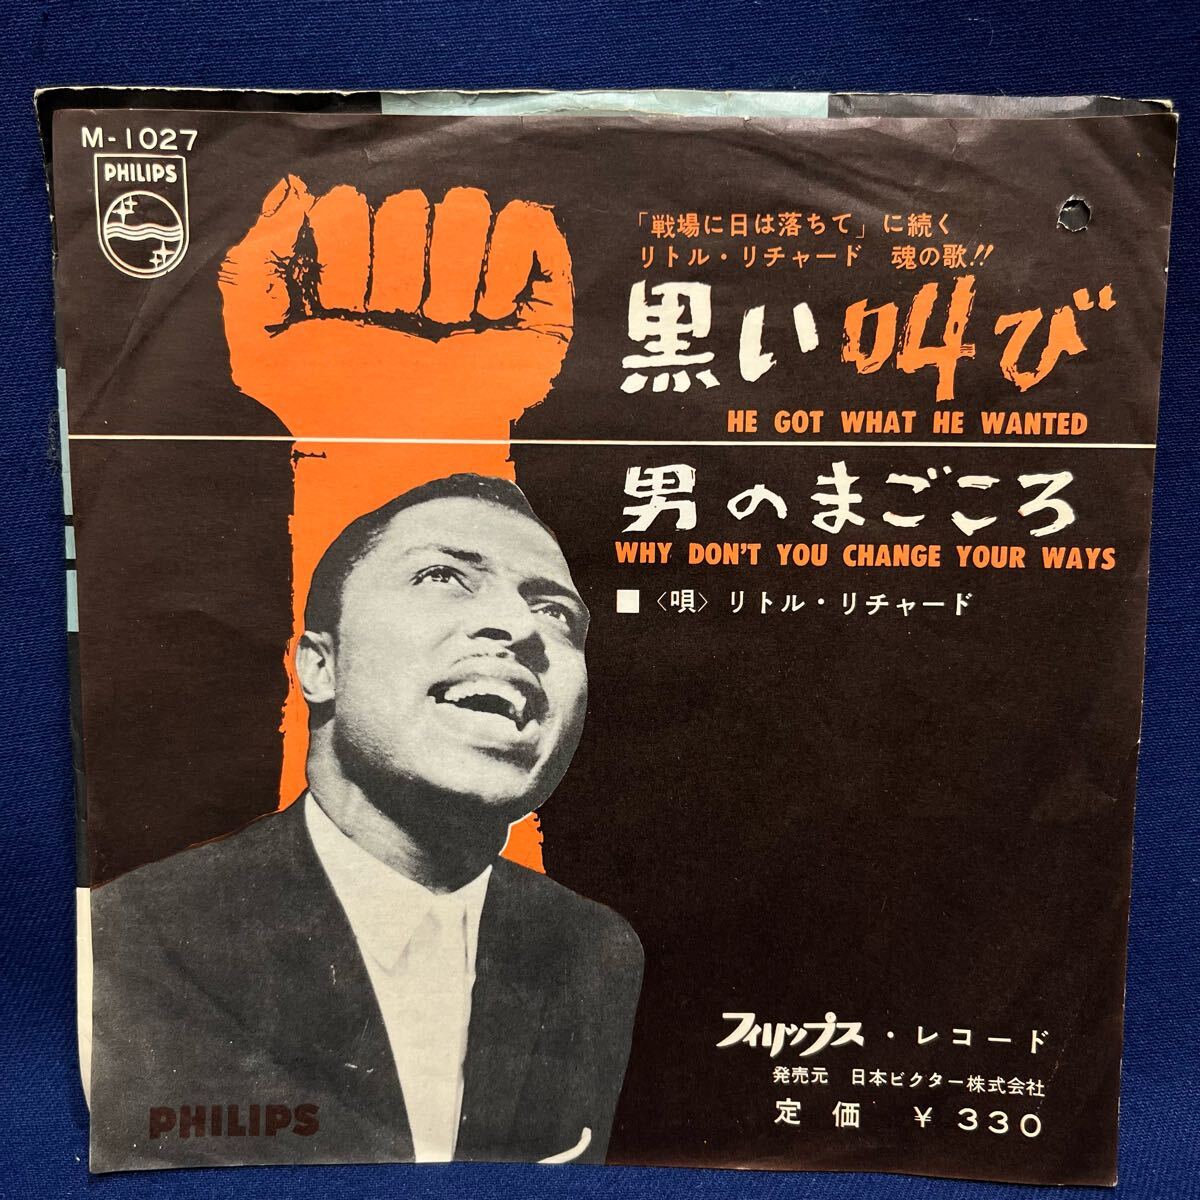 M-1027
PHILIPS
「戦場に日は落ちて」に続く
リトル・リチャード 魂の歌!!
黒い叫び
HE GOT WHAT HE WANTED
男のまごころ
WHY DON'T YOU CHANGE YOUR WAYS
■〈唄〉リトル・リチャード
フィリップス・レコード
発売元 日本ビクター株式会社
定価 ¥330
PHILIPS